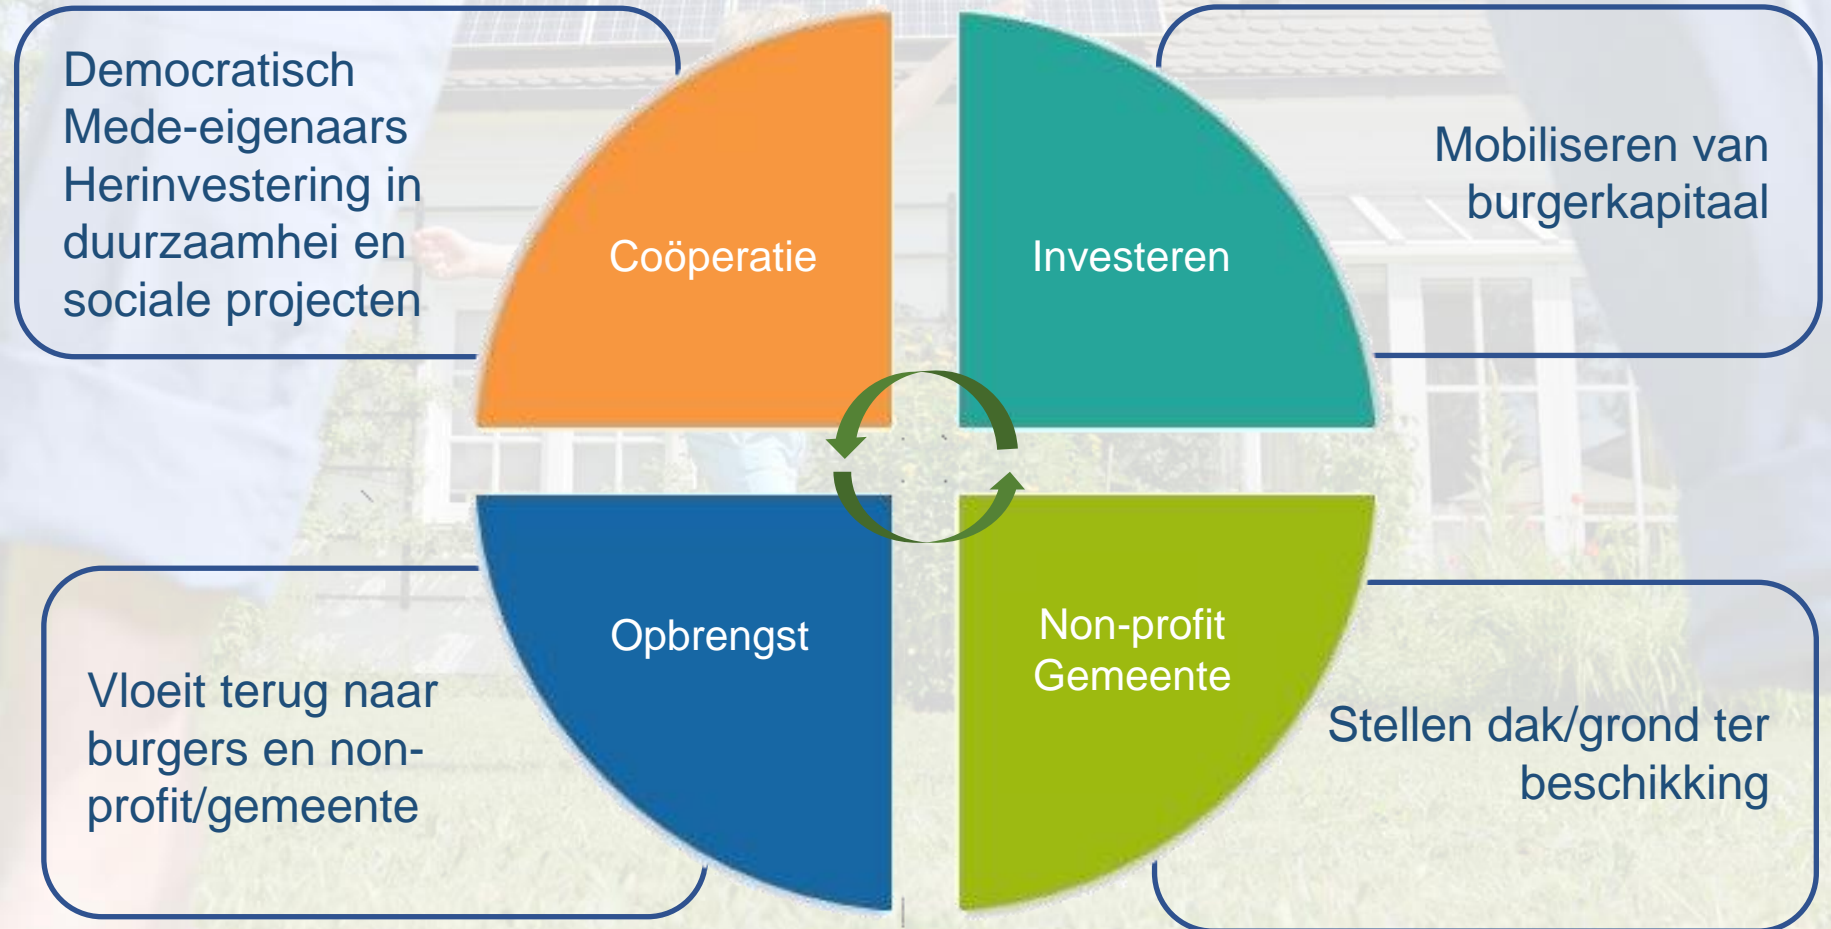 Democratisch
Mede-eigenaars
Herinvestering in
duurzaamhei en
sociale projecten
Coöperatie
Investeren
Mobiliseren van
burgerkapitaal
Opbrengst
Vloeit terug naar
burgers en non-
profit/gemeente
Non-profit
Gemeente
Stellen dak/grond ter
beschikking